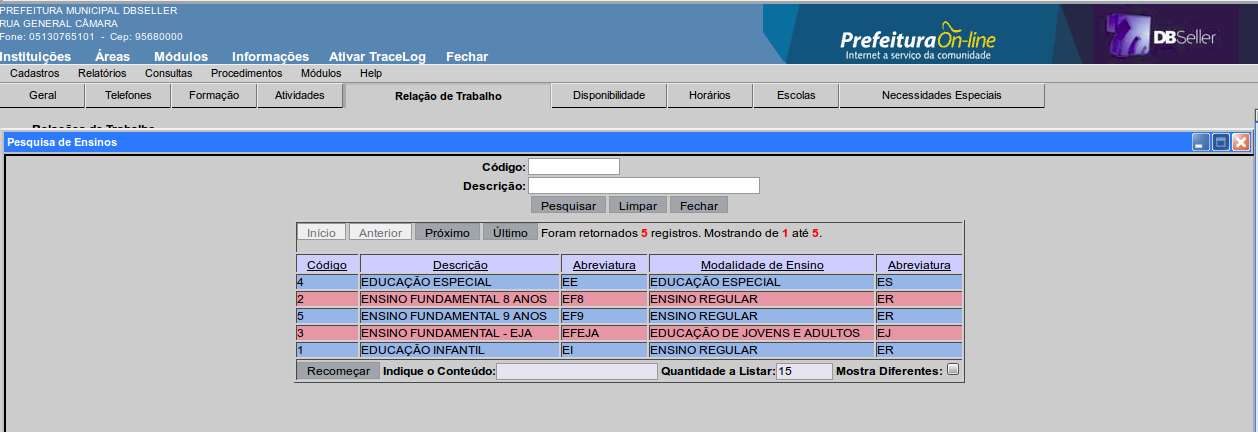 PREFEITURA MUNICIPAL DBSELLER
RUA GENERAL CÂMARA
Fone: 05130765101 - Cep: 95680000
PrefeituraOn-line
Internet a serviço da comunidade
DBSeller
Instituições Áreas Módulos Informações Ativar TraceLog Fechar
Cadastros Relatórios Consultas Procedimentos Módulos Help
Geral Telefones Formação Atividades Relação de Trabalho Disponibilidade Horários Escolas Necessidades Especiais
Relações de Trabalho
Pesquisa de Ensinos
Código:
Descrição:
Pesquisar Limpar Fechar
Início Anterior Próximo Último Foram retornados 5 registros. Mostrando de 1 até 5.
Código Descrição Abreviatura Modalidade de Ensino Abreviatura
4 EDUCAÇÃO ESPECIAL EE EDUCAÇÃO ESPECIAL ES
2 ENSINO FUNDAMENTAL 8 ANOS EF8 ENSINO REGULAR ER
5 ENSINO FUNDAMENTAL 9 ANOS EF9 ENSINO REGULAR ER
3 ENSINO FUNDAMENTAL - EJA EFEJA EDUCAÇÃO DE JOVENS E ADULTOS EJ
1 EDUCAÇÃO INFANTIL EI ENSINO REGULAR ER
Recomeçar Indique o Conteúdo: Quantidade a Listar: 15 Mostra Diferentes: